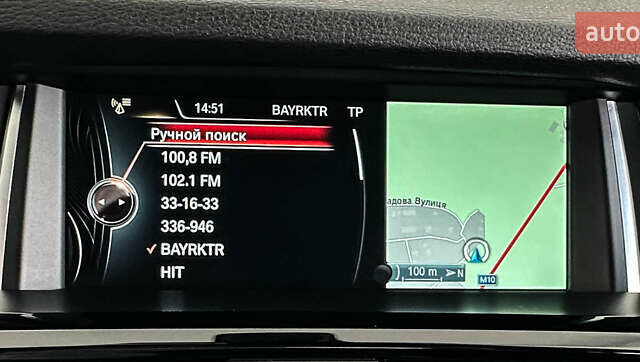 auto
14:51 BAYRKTR TP
Ручной поиск
100,8 FM
102.1 FM
33-16-33
336-946
BAYRKTR
HIT
адова Вулиця
100 m N
M10